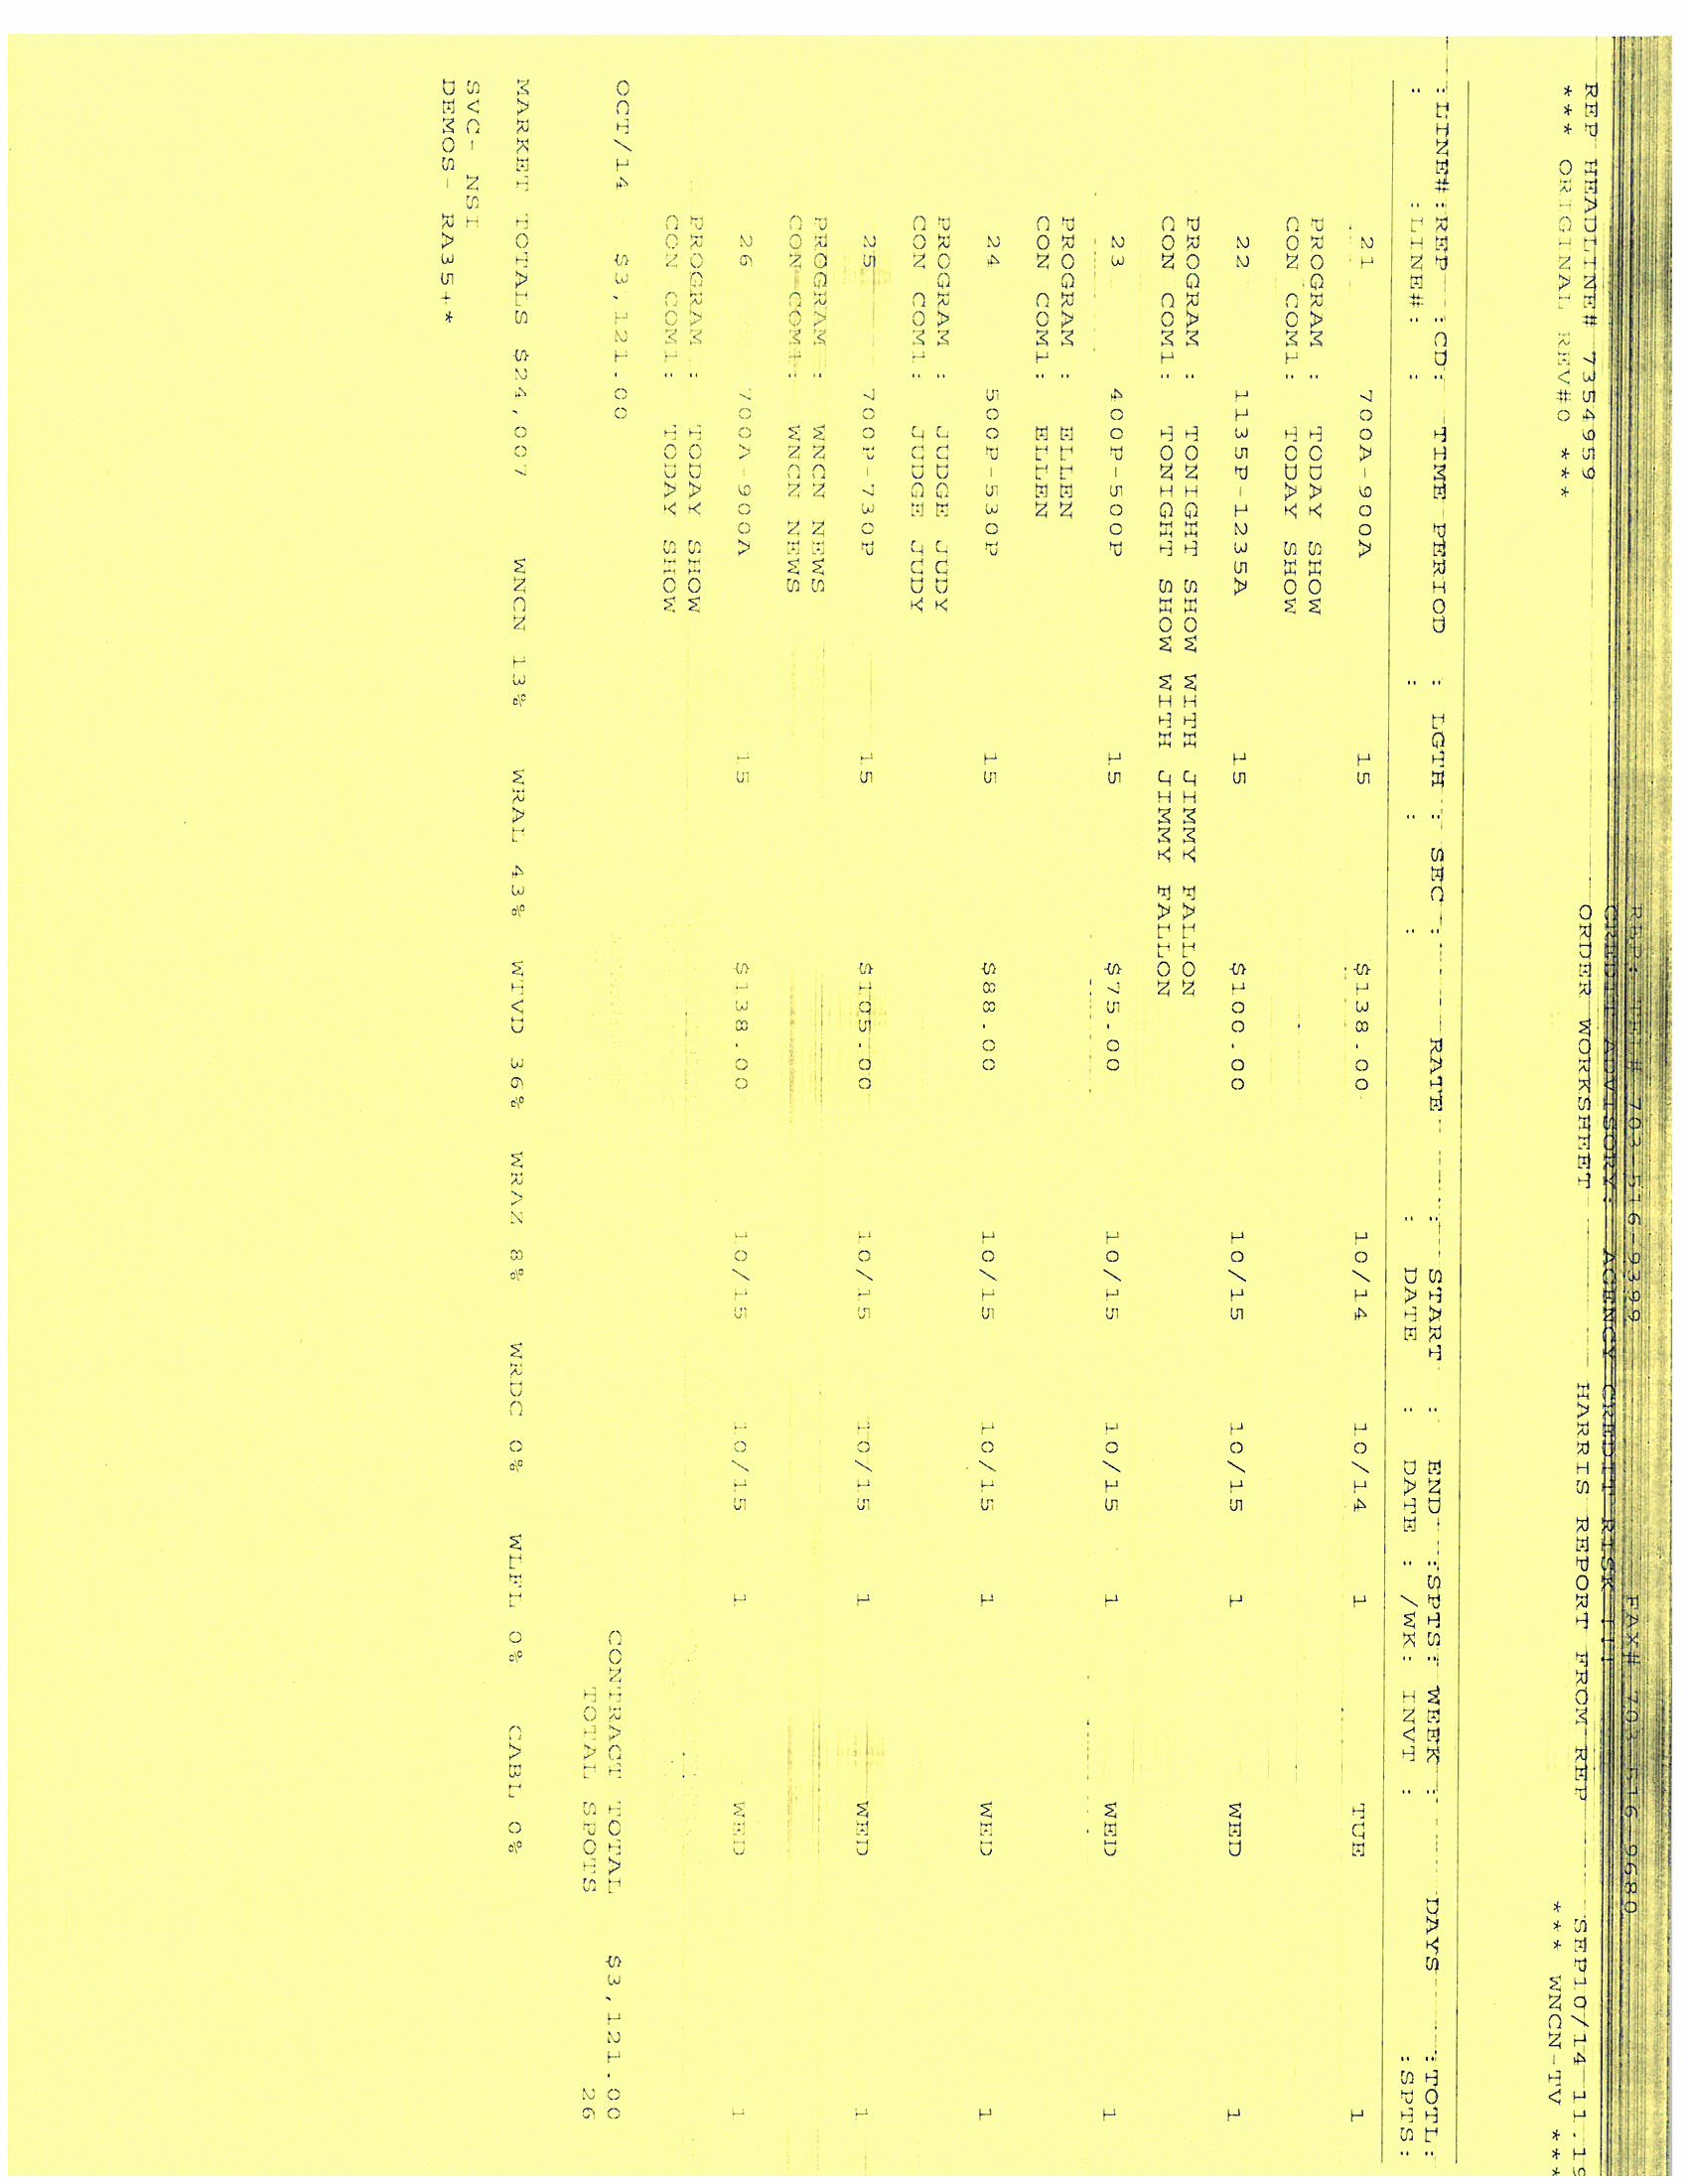 REP: TEL# 703-516-9399 FAX# 703-516-9680
CREDIT ADVISORY: AGENCY CREDIT RISK !!!
REP HEADLINE# 7354959 ORDER WORKSHEET HARRIS REPORT FROM REP SEP10/14 11.19
*** ORIGINAL REV#0 *** *** WNCN-TV ***
:LINE#:REP :CD: TIME PERIOD : LGTH : SEC : RATE : START : END :SPTS: WEEK : DAYS :TOTL:
: :LINE#: : : : : : DATE : DATE : /WK: INVT : :SPTS:
21 700A-900A 15 $138.00 10/14 10/14 1 TUE 1
PROGRAM : TODAY SHOW
CON COM1: TODAY SHOW
22 1135P-1235A 15 $100.00 10/15 10/15 1 WED 1
PROGRAM : TONIGHT SHOW WITH JIMMY FALLON
CON COM1: TONIGHT SHOW WITH JIMMY FALLON
23 400P-500P 15 $75.00 10/15 10/15 1 WED 1
PROGRAM : ELLEN
CON COM1: ELLEN
24 500P-530P 15 $88.00 10/15 10/15 1 WED 1
PROGRAM : JUDGE JUDY
CON COM1: JUDGE JUDY
25 700P-730P 15 $105.00 10/15 10/15 1 WED 1
PROGRAM : WNCN NEWS
CON COM1: WNCN NEWS
26 700A-900A 15 $138.00 10/15 10/15 1 WED 1
PROGRAM : TODAY SHOW
CON COM1: TODAY SHOW
OCT/14 $3,121.00 CONTRACT TOTAL $3,121.00
TOTAL SPOTS 26
MARKET TOTALS $24,007 WNCN 13% WRAL 43% WTVD 36% WRAZ 8% WRDC 0% WLFL 0% CABL 0%
SVC- NSI
DEMOS- RA35+*